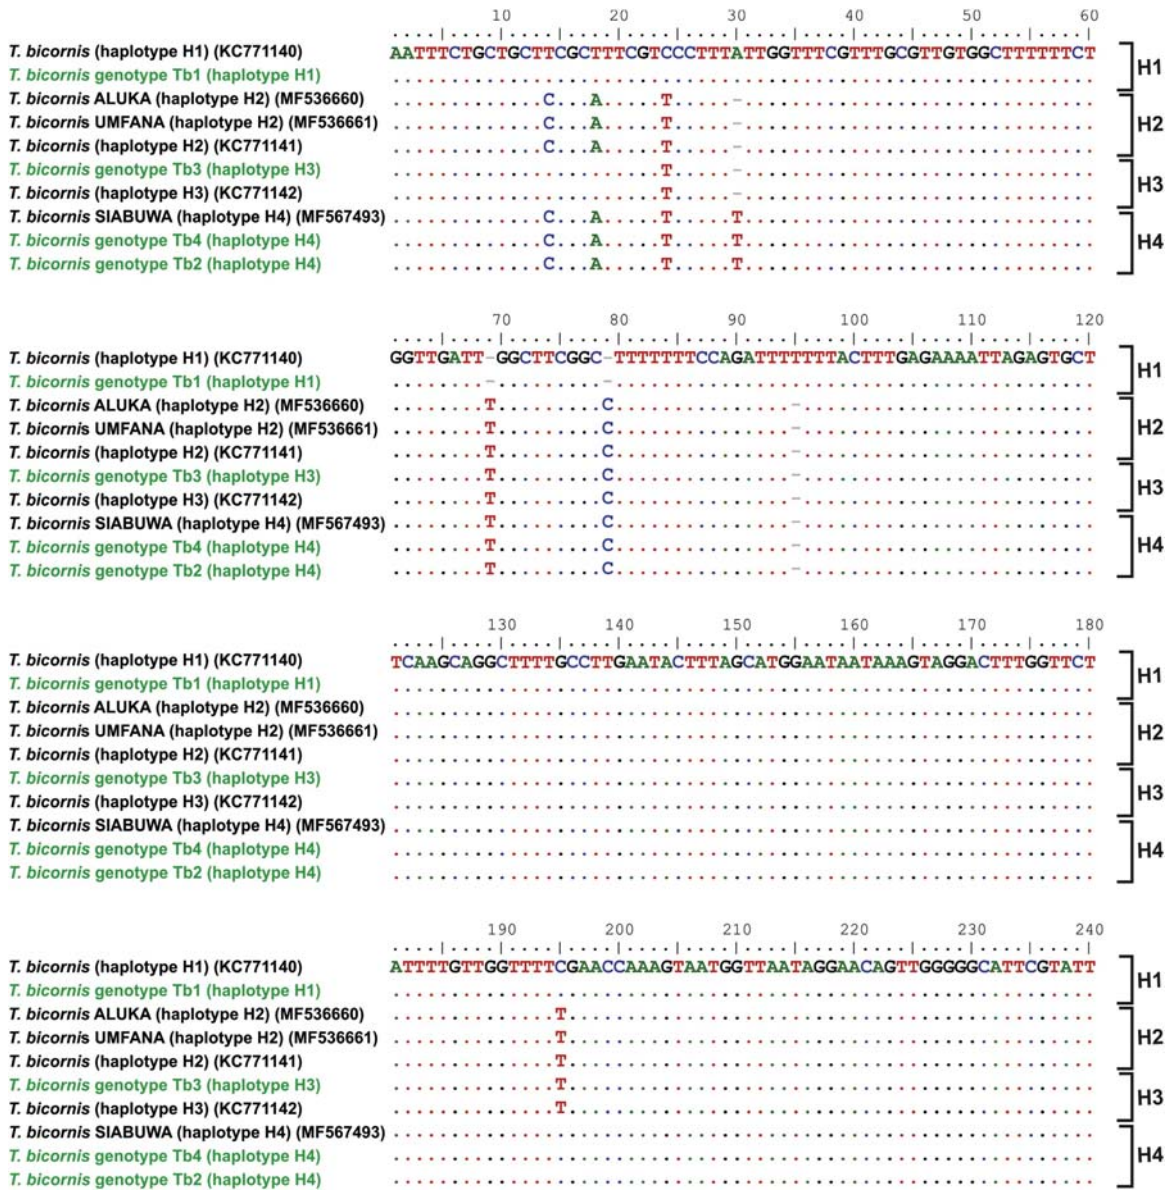 10 20 30 40 50 60
T. bicornis (haplotype H1) (KC771140) AATTTCTGCTGCTTCGCTTTCGTCCCTTTATTGGTTTCGTTTGCGTTGTGGCTTTTTTCT
H1
T. bicornis genotype Tb1 (haplotype H1) ............................................................
T. bicornis ALUKA (haplotype H2) (MF536660) .............C...A.....T.....-..............................
T. bicornis UMFANA (haplotype H2) (MF536661) .............C...A.....T.....-..............................
H2
T. bicornis (haplotype H2) (KC771141) .............C...A.....T.....-..............................
T. bicornis genotype Tb3 (haplotype H3) .......................T.....-..............................
H3
T. bicornis (haplotype H3) (KC771142) .......................T.....-..............................
T. bicornis SIABUWA (haplotype H4) (MF567493) .............C...A.....T.....T..............................
T. bicornis genotype Tb4 (haplotype H4) .............C...A.....T.....T..............................
H4
T. bicornis genotype Tb2 (haplotype H4) .............C...A.....T.....T..............................
70 80 90 100 110 120
T. bicornis (haplotype H1) (KC771140) GGTTGATT-GGCTTCGGC-TTTTTTTCCAGATTTTTTTACTTTGAGAAAATTAGAGTGCT
H1
T. bicornis genotype Tb1 (haplotype H1) ........-.........-.........................................
T. bicornis ALUKA (haplotype H2) (MF536660) ........T.........C...............-.........................
T. bicornis UMFANA (haplotype H2) (MF536661) ........T.........C...............-.........................
H2
T. bicornis (haplotype H2) (KC771141) ........T.........C...............-.........................
T. bicornis genotype Tb3 (haplotype H3) ........T.........C...............-.........................
H3
T. bicornis (haplotype H3) (KC771142) ........T.........C...............-.........................
T. bicornis SIABUWA (haplotype H4) (MF567493) ........T.........C...............-.........................
T. bicornis genotype Tb4 (haplotype H4) ........T.........C...............-.........................
H4
T. bicornis genotype Tb2 (haplotype H4) ........T.........C...............-.........................
130 140 150 160 170 180
T. bicornis (haplotype H1) (KC771140) TCAAGCAGGCTTTTGCCTTGAATACTTTAGCATGGAATAATAAAGTAGGACTTTGGTTCT
H1
T. bicornis genotype Tb1 (haplotype H1) ............................................................
T. bicornis ALUKA (haplotype H2) (MF536660) ............................................................
T. bicornis UMFANA (haplotype H2) (MF536661) ............................................................
H2
T. bicornis (haplotype H2) (KC771141) ............................................................
T. bicornis genotype Tb3 (haplotype H3) ............................................................
H3
T. bicornis (haplotype H3) (KC771142) ............................................................
T. bicornis SIABUWA (haplotype H4) (MF567493) ............................................................
T. bicornis genotype Tb4 (haplotype H4) ............................................................
H4
T. bicornis genotype Tb2 (haplotype H4) ............................................................
190 200 210 220 230 240
T. bicornis (haplotype H1) (KC771140) ATTTTGTTGGTTTTCGAACCAAAGTAATGGTTAATAGGAACAGTTGGGGGCATTCGTATT
H1
T. bicornis genotype Tb1 (haplotype H1) ............................................................
T. bicornis ALUKA (haplotype H2) (MF536660) ..............T.............................................
T. bicornis UMFANA (haplotype H2) (MF536661) ..............T.............................................
H2
T. bicornis (haplotype H2) (KC771141) ..............T.............................................
T. bicornis genotype Tb3 (haplotype H3) ..............T.............................................
H3
T. bicornis (haplotype H3) (KC771142) ..............T.............................................
T. bicornis SIABUWA (haplotype H4) (MF567493) ............................................................
T. bicornis genotype Tb4 (haplotype H4) ............................................................
H4
T. bicornis genotype Tb2 (haplotype H4) ............................................................